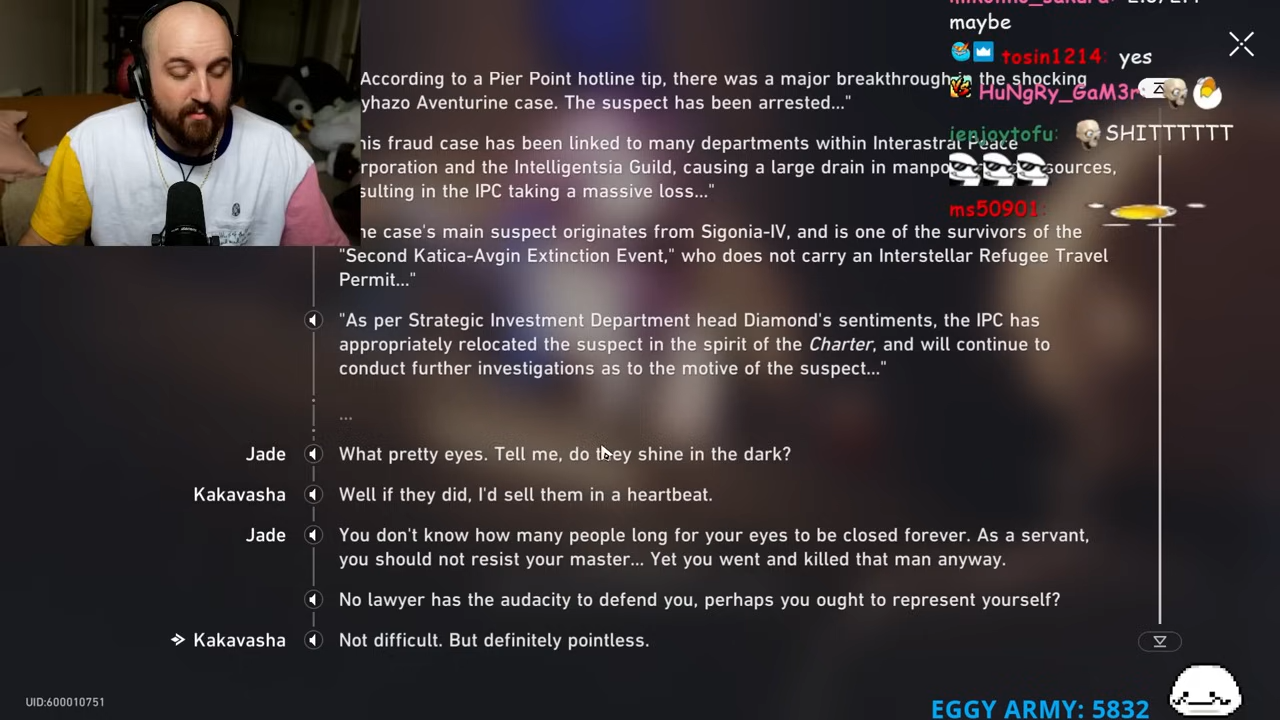 maybe
tosin1214: yes
HuNgRy_GaM3r
jenjoytofu: SHITTTTTT
ms50901:
According to a Pier Point hotline tip, there was a major breakthrough in the shocking
yhazo Aventurine case. The suspect has been arrested..."
his fraud case has been linked to many departments within Interastral Peace
rporation and the Intelligentsia Guild, causing a large drain in manpo sources,
sulting in the IPC taking a massive loss..."
he case's main suspect originates from Sigonia-IV, and is one of the survivors of the
"Second Katica-Avgin Extinction Event," who does not carry an Interstellar Refugee Travel
Permit..."
"As per Strategic Investment Department head Diamond's sentiments, the IPC has
appropriately relocated the suspect in the spirit of the Charter, and will continue to
conduct further investigations as to the motive of the suspect..."
...
Jade What pretty eyes. Tell me, do they shine in the dark?
Kakavasha Well if they did, I'd sell them in a heartbeat.
Jade You don't know how many people long for your eyes to be closed forever. As a servant,
you should not resist your master... Yet you went and killed that man anyway.
No lawyer has the audacity to defend you, perhaps you ought to represent yourself?
Kakavasha Not difficult. But definitely pointless.
UID:600010751
EGGY ARMY: 5832